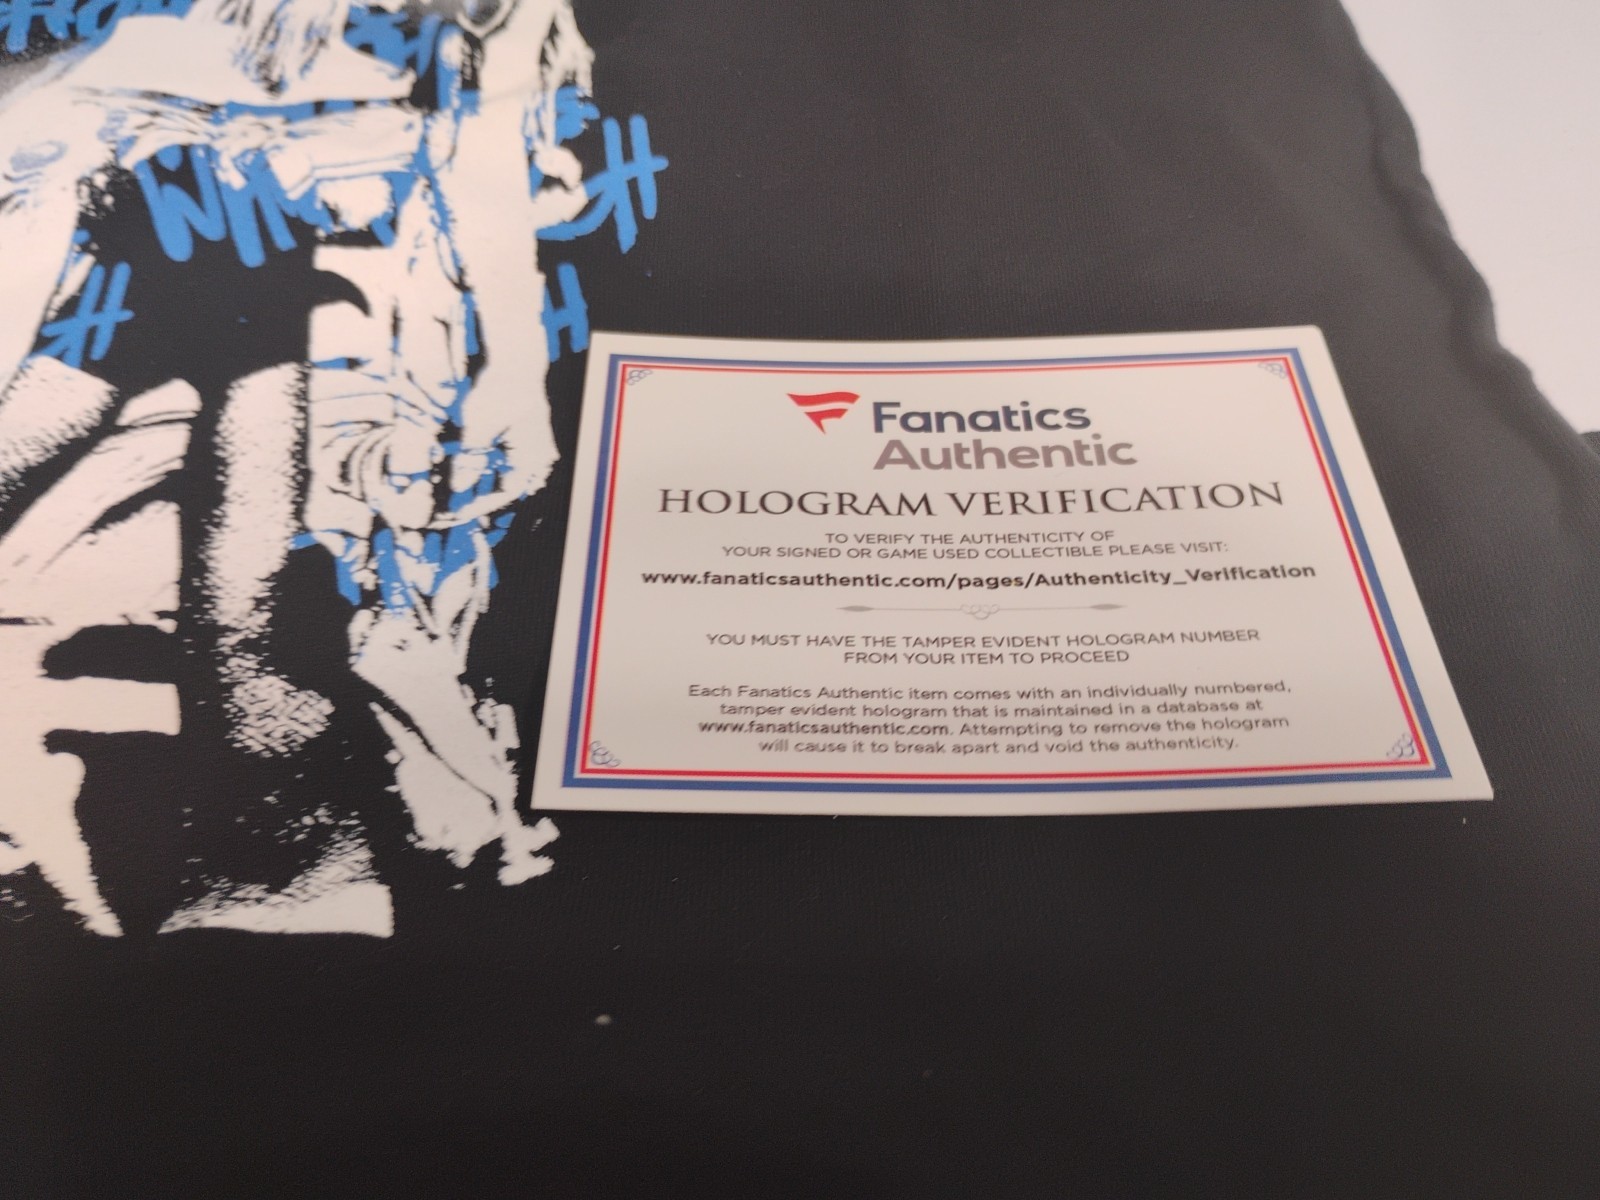 Wh
H
H
H
Fanatics
Authentic
HOLOGRAM VERIFICATION
TO VERIFY THE AUTHENTICITY OF
YOUR SIGNED OR GAME USED COLLECTIBLE PLEASE VISIT:
www.fanaticsauthentic.com/pages/Authenticity_Verification
YOU MUST HAVE THE TAMPER EVIDENT HOLOGRAM NUMBER
FROM YOUR ITEM TO PROCEED
Each Fanatics Authentic item comes with an individually numbered,
tamper evident hologram that is maintained in a database at
www.fanaticsauthentic.com. Attempting to remove the hologram
will cause it to break apart and void the authenticity.